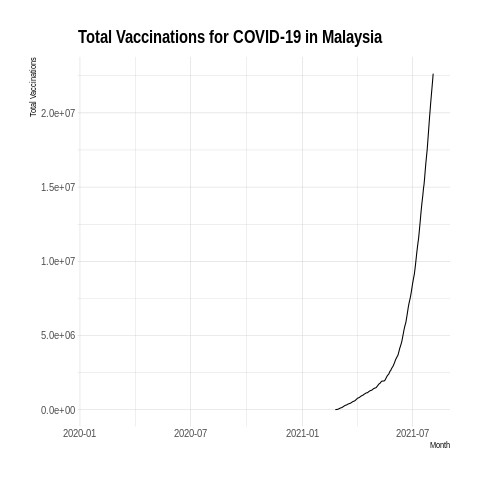 Total Vaccinations for COVID-19 in Malaysia
Total Vaccinations
2.0e+07
1.5e+07
1.0e+07
5.0e+06
0.0e+00
2020-01 2020-07 2021-01 2021-07
Month